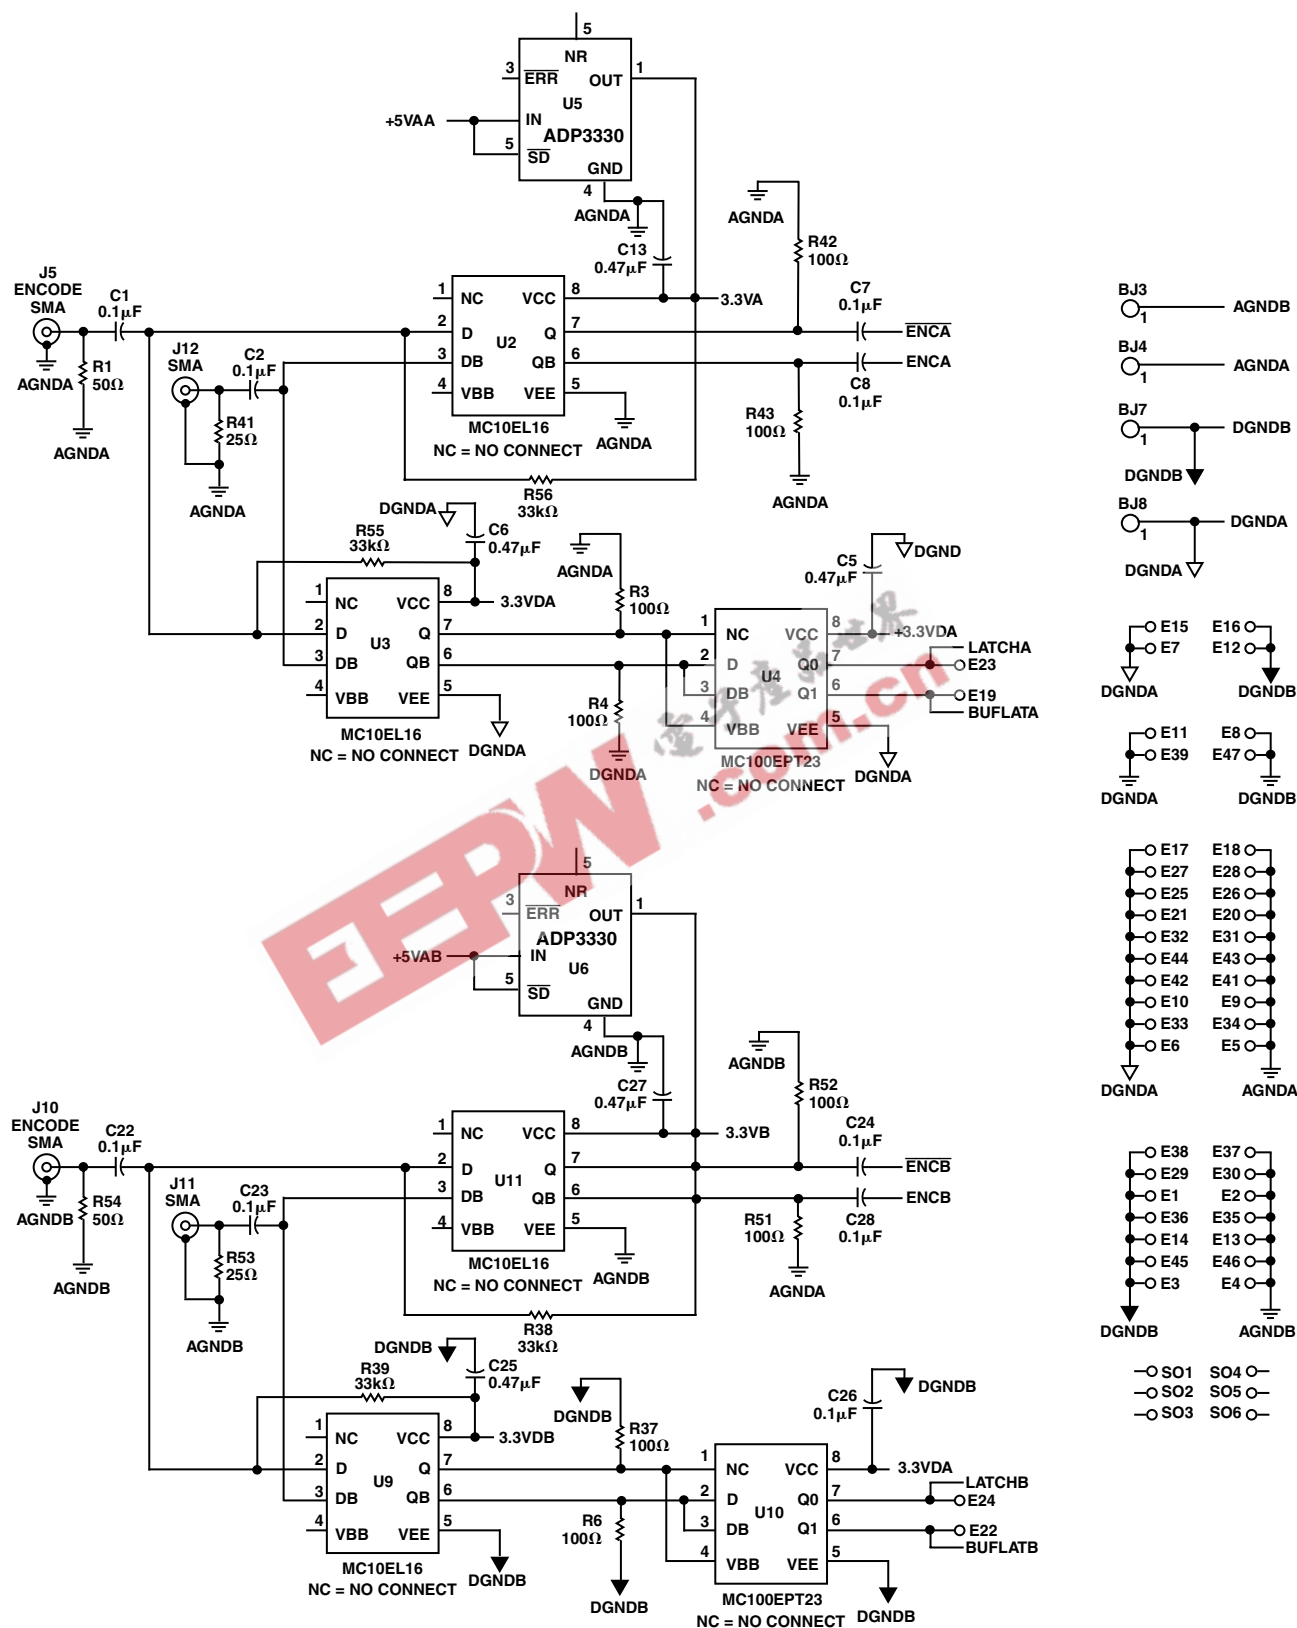 5
NR
3
ERR
OUT
1
U5
+5VAA
IN
ADP3330
5
SD
GND
4
AGNDA
C13
0.47μF
AGNDA
R42
100Ω
J5
ENCODE
SMA
C1
0.1μF
AGNDA
R1
50Ω
AGNDA
J12
SMA
C2
0.1μF
R41
25Ω
AGNDA
1
NC
VCC
8
3.3VA
2
D
Q
7
U2
3
DB
QB
6
4
VBB
VEE
5
MC10EL16
NC = NO CONNECT
AGNDA
C7
0.1μF
ENCA
ENCA
C8
0.1μF
R43
100Ω
AGNDA
R56
33kΩ
DGNDA
C6
0.47μF
R55
33kΩ
1
NC
VCC
8
3.3VDA
2
D
Q
7
U3
3
DB
QB
6
4
VBB
VEE
5
MC10EL16
NC = NO CONNECT
DGNDA
AGNDA
R3
100Ω
R4
100Ω
DGNDA
C5
0.47μF
DGND
1
NC
VCC
8
+3.3VDA
2
D
Q0
7
U4
3
DB
Q1
6
4
VBB
VEE
5
MC100EPT23
NC = NO CONNECT
LATCHA
E23
E19
BUFLATA
DGNDA
電子產品世界
EEPW
.com.cn
5
NR
3
ERR
OUT
1
ADP3330
+5VAB
IN
U6
5
SD
GND
4
AGNDB
C27
0.47μF
AGNDB
R52
100Ω
J10
ENCODE
SMA
C22
0.1μF
AGNDB
R54
50Ω
AGNDB
J11
SMA
C23
0.1μF
R53
25Ω
AGNDB
1
NC
VCC
8
3.3VB
2
D
Q
7
U11
3
DB
QB
6
4
VBB
VEE
5
MC10EL16
NC = NO CONNECT
AGNDB
C24
0.1μF
ENCB
ENCB
C28
0.1μF
R51
100Ω
AGNDA
R38
33kΩ
DGNDB
C25
0.47μF
R39
33kΩ
1
NC
VCC
8
3.3VDB
2
D
Q
7
U9
3
DB
QB
6
4
VBB
VEE
5
MC10EL16
NC = NO CONNECT
DGNDB
DGNDB
R37
100Ω
R6
100Ω
DGNDB
C26
0.1μF
DGNDB
1
NC
VCC
8
3.3VDA
2
D
Q0
7
U10
3
DB
Q1
6
4
VBB
VEE
5
MC100EPT23
NC = NO CONNECT
LATCHB
E24
E22
BUFLATB
DGNDB
BJ3
1
AGNDB
BJ4
1
AGNDA
BJ7
1
DGNDB
DGNDB
BJ8
1
DGNDA
DGNDA
E15 E16
E7 E12
DGNDA DGNDB
E11 E8
E39 E47
DGNDA DGNDB
E17 E18
E27 E28
E25 E26
E21 E20
E32 E31
E44 E43
E42 E41
E10 E9
E33 E34
E6 E5
DGNDA AGNDA
E38 E37
E29 E30
E1 E2
E36 E35
E14 E13
E45 E46
E3 E4
DGNDB AGNDB
SO1 SO4
SO2 SO5
SO3 SO6